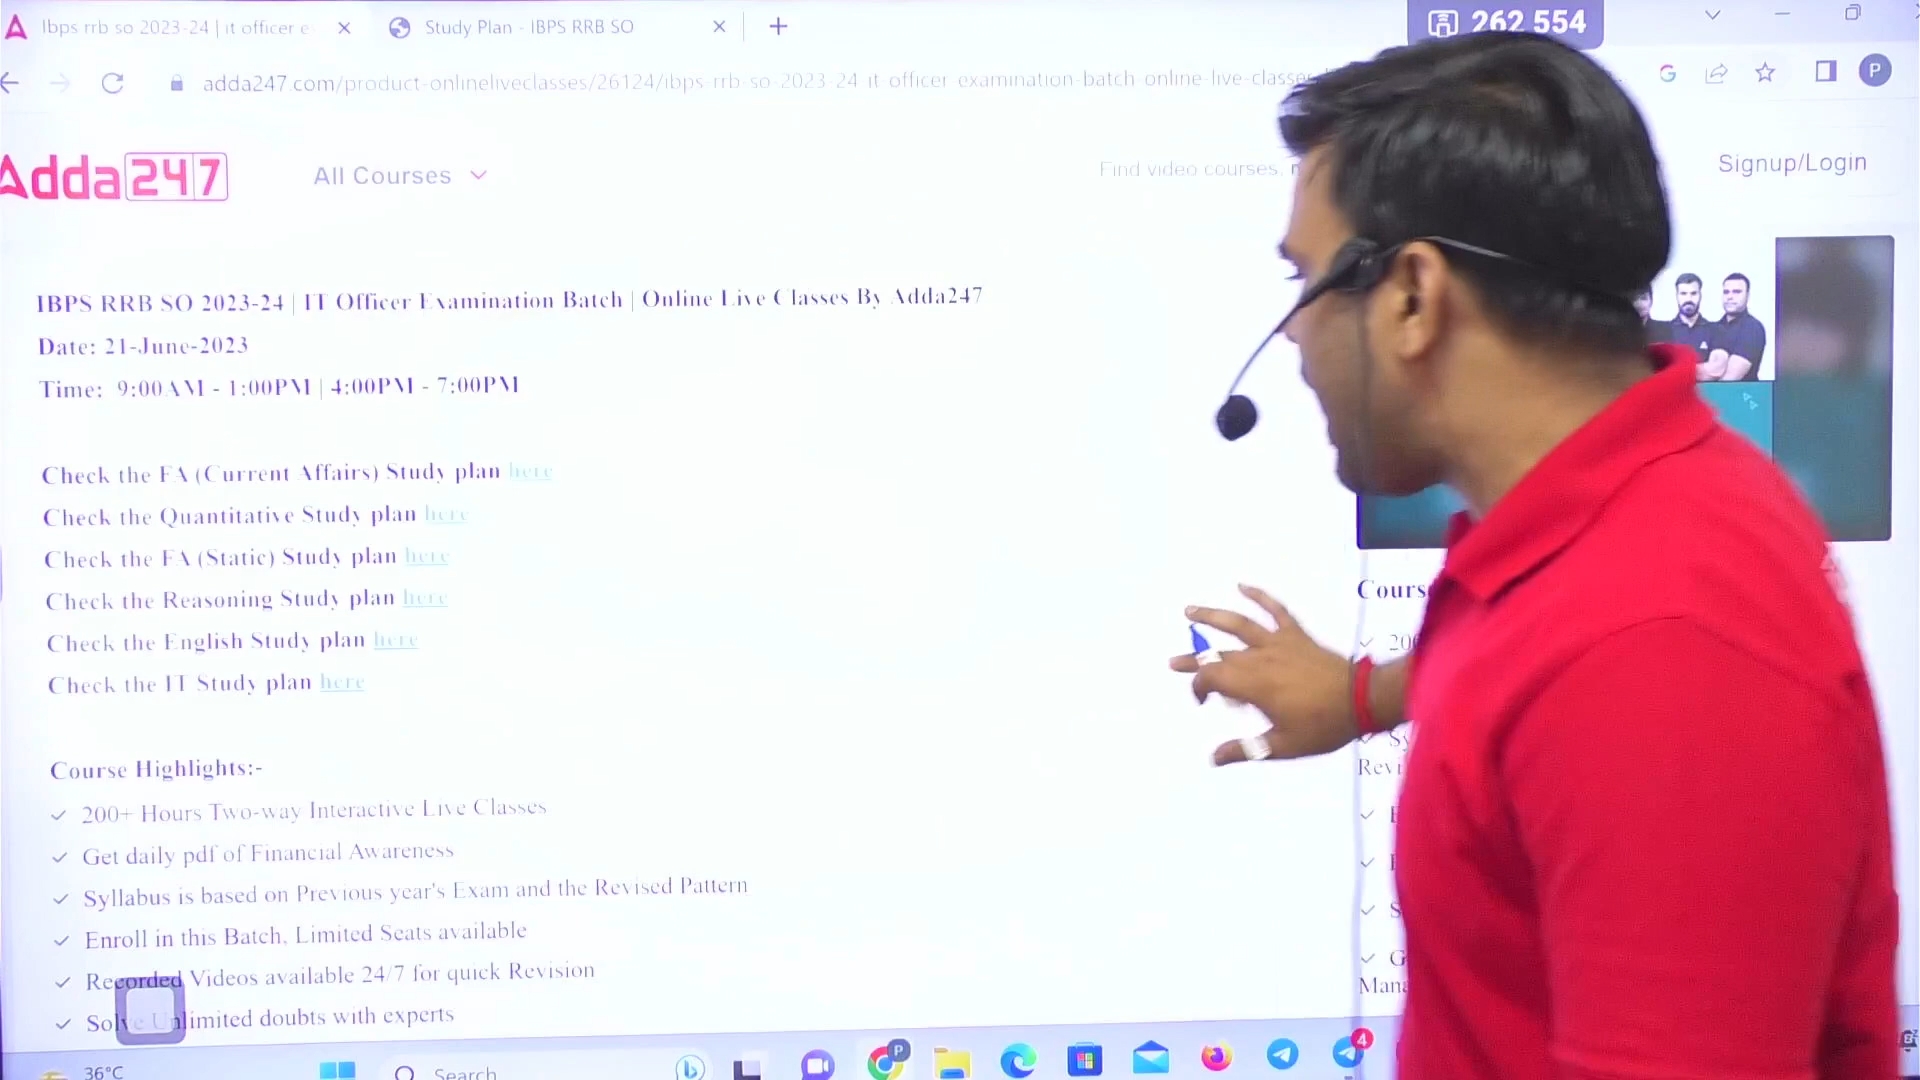 Ibps rrb so 2023-24 | it officer e
Study Plan - IBPS RRB SO
262 554
adda247.com/product-onlineliveclasses/26124/ibps-rrb-so-2023-24-it-officer-examination-batch-online-live-classes
P
Adda247
All Courses
Find video courses,
Signup/Login
IBPS RRB SO 2023-24 | IT Officer Examination Batch | Online Live Classes By Adda247
Date: 21-June-2023
Time: 9:00AM - 1:00PM | 4:00PM - 7:00PM
Check the FA (Current Affairs) Study plan here
Check the Quantitative Study plan here
Check the FA (Static) Study plan here
Check the Reasoning Study plan here
Check the English Study plan here
Check the IT Study plan here
Course Highlights:-
✓ 200+ Hours Two-way Interactive Live Classes
✓ Get daily pdf of Financial Awareness
✓ Syllabus is based on Previous year's Exam and the Revised Pattern
✓ Enroll in this Batch, Limited Seats available
✓ Recorded Videos available 24/7 for quick Revision
✓ Solve Unlimited doubts with experts
36°C
Search
P
4